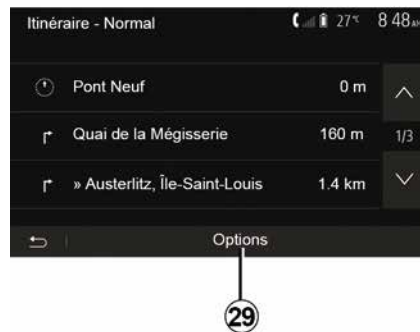 Itinéraire - Normal 27°C 8 48 AM
Pont Neuf 0 m
Quai de la Mégisserie 160 m
1/3
» Austerlitz, Île-Saint-Louis 1.4 km
Options
29